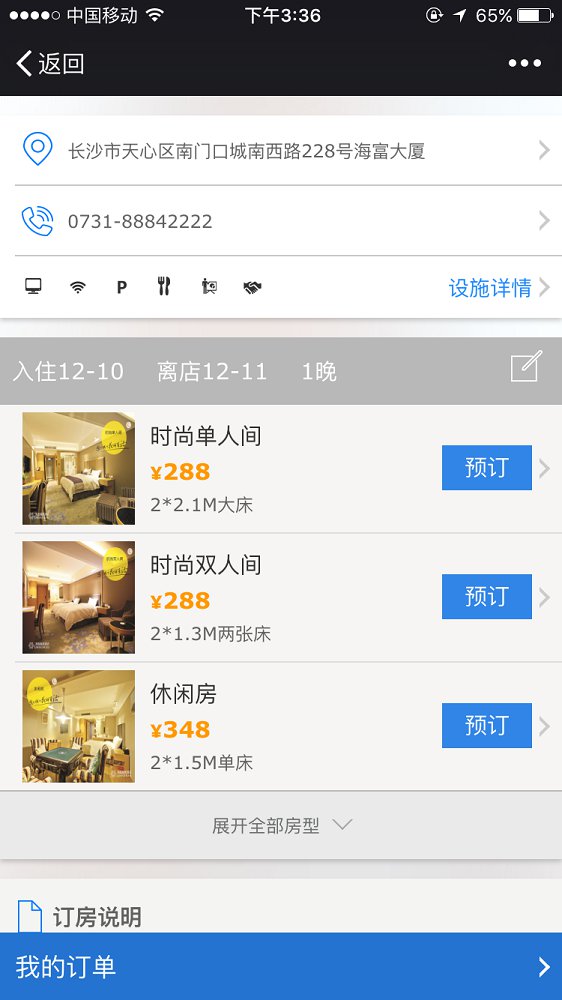 中国移动
下午3:36
65%
返回
长沙市天心区南门口城南西路228号海富大厦
0731-88842222
P
设施详情
入住12-10 离店12-11 1晚
时尚单人间
¥288
2*2.1M大床
预订
时尚双人间
¥288
2*1.3M两张床
预订
休闲房
¥348
2*1.5M单床
预订
展开全部房型
订房说明
我的订单